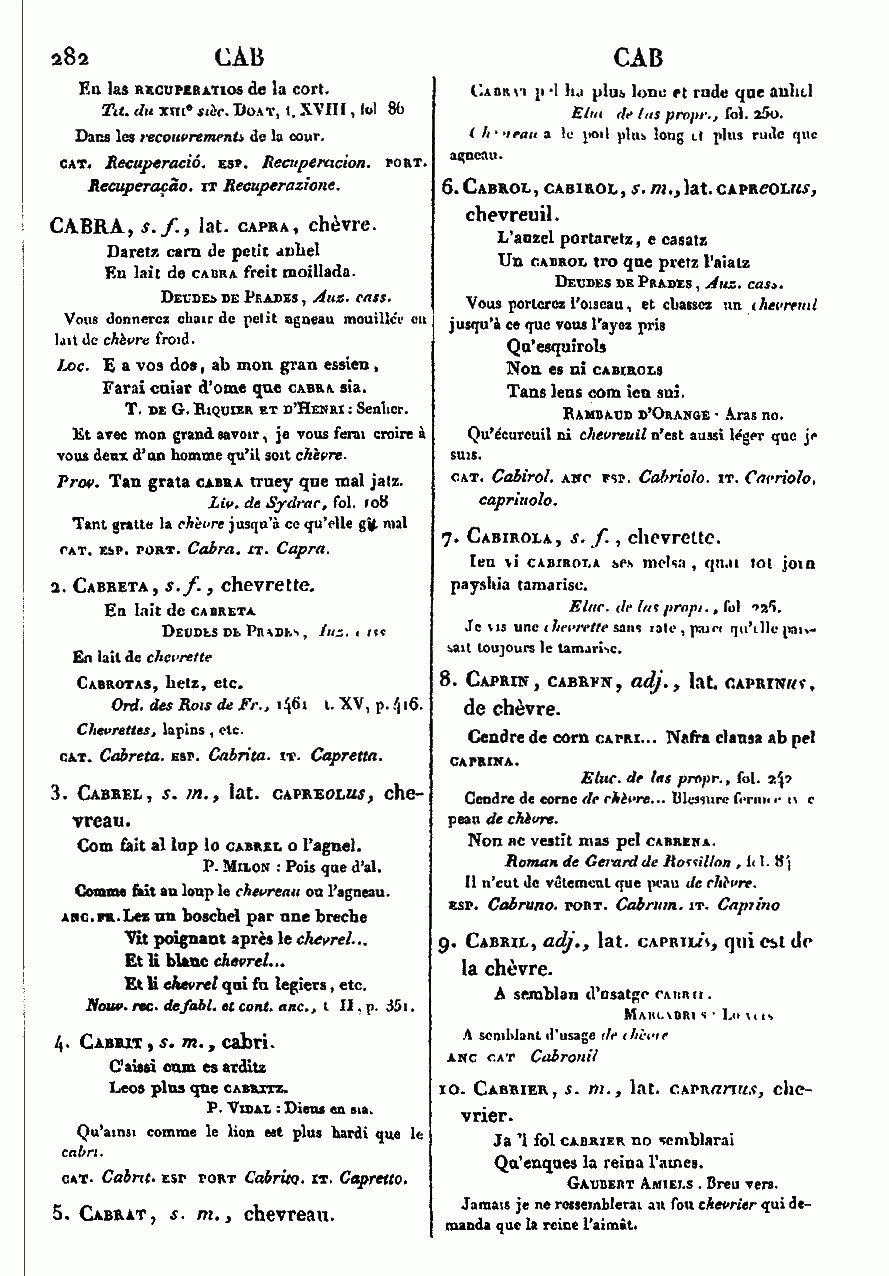 282 CAB CAB
En las RECUPERATIOS de la cort.
Tit. du XIIIe sièc. DOAT, t. XVIII, fol 86
Dans les recouvrements de la cour.
CAT. Recuperació. ESP. Recuperacion. PORT.
Recuperação. IT Recuperazione.
CABRA, s. f., lat. CAPRA, chèvre.
Daretz carn de petit anhel
En lait de CABRA freit moillada.
DEUDES DE PRADES, Auz. cass.
Vous donnerez chair de petit agneau mouillée en
lait de chèvre froid.
Loc. E a vos dos, ab mon gran essien,
Farai cuiar d'ome que CABRA sia.
T. DE G. RIQUIER ET D'HENRI: Senher.
Et avec mon grand savoir, je vous ferai croire à
vous deux d'un homme qu'il soit chèvre.
Prov. Tan grata CABRA truey que mal jatz.
Liv. de Sydrac, fol. 108
Tant gratte la chèvre jusqu'à ce qu'elle gît mal
CAT. ESP. PORT. Cabra. IT. Capra.
2. CABRETA, s. f., chevrette.
En lait de CABRETA
DEUDES DE PRADES, Auz. cass
En lait de chevrette
CABROTAS, hetz, etc.
Ord. des Rois de Fr., 1461 t. XV, p. 416.
Chevrettes, lapins, etc.
CAT. Cabreta. ESP. Cabrita. IT. Capretta.
3. CABREL, s. m., lat. CAPREOLUS, che-
vreau.
Com fait al lup lo CABREL o l'agnel.
P. MILON : Pois que d'al.
Comme fait au loup le chevreau ou l'agneau.
ANC. FR. Lez un boschel par une breche
Vit poignant après le chevrel...
Et li blanc chevrel...
Et li chevrel qui fu legiers, etc.
Nouv. rec. de fabl. et cont. anc., t II, p. 351.
4. CABRIT, s. m., cabri.
C'aissi cum es arditz
Leos plus que CABRITZ.
P. VIDAL : Dieus en sia.
Qu'ainsi comme le lion est plus hardi que le
cabri.
CAT. Cabrit. ESP PORT Cabrito. IT. Capretto.
5. CABRAT, s. m., chevreau.
pel ha plus lonc et rude que anhel
Eluc de las propr., fol. 250.
Chevreau a le poil plus long et plus rude que
agneau.
6. CABROL, CABIROL, s. m., lat. CAPREOLUS,
chevreuil.
L'auzel portaretz, e casatz
Un CABROL tro que pretz l'aiatz
DEUDES DE PRADES, Auz. cass.
Vous porterez l'oiseau, et chassez un chevreuil
jusqu'à ce que vous l'ayez pris
Qu'esquirols
Non es ni CABIROLS
Tans leus com ieu sui.
RAMBAUD D'ORANGE · Aras no.
Qu'écureuil ni chevreuil n'est aussi léger que je
suis.
CAT. Cabirol. ANC ESP. Cabriolo. IT. Capriolo,
capriuolo.
7. CABIROLA, s. f., chevrette.
Ieu vi CABIROLA ses melsa, quar tot jorn
payshia tamarisc.
Eluc. de las propr., fol 225.
Je vis une chevrette sans rate, parce qu'elle pais-
sait toujours le tamarisc.
8. CAPRIN, CABREN, adj., lat. CAPRINUS,
de chèvre.
Cendre de corn CAPRI... Nafra clausa ab pel
CAPRINA.
Eluc. de las propr., fol. 242
Cendre de corne de chèvre... Blessure fermée
peau de chèvre.
Non ac vestit mas pel CABRENA.
Roman de Gerard de Rossillon, fol.
Il n'eut de vêtement que peau de chèvre.
ESP. Cabruno. PORT. Cabrum. IT. Caprino
9. CABRIL, adj., lat. CAPRILIS, qui est de
la chèvre.
A semblan d'usatge CABRIL.
MARCABRUS ·
A semblant d'usage de chèvre
ANC CAT Cabronil
10. CABRIER, s. m., lat. CAPRARIUS, che-
vrier.
Ja 'l fol CABRIER no semblarai
Qu'enques la reina l'ames.
GAUBERT AMIELS. Breu vers.
Jamais je ne ressemblerai au fou chevrier qui de-
manda que la reine l'aimât.